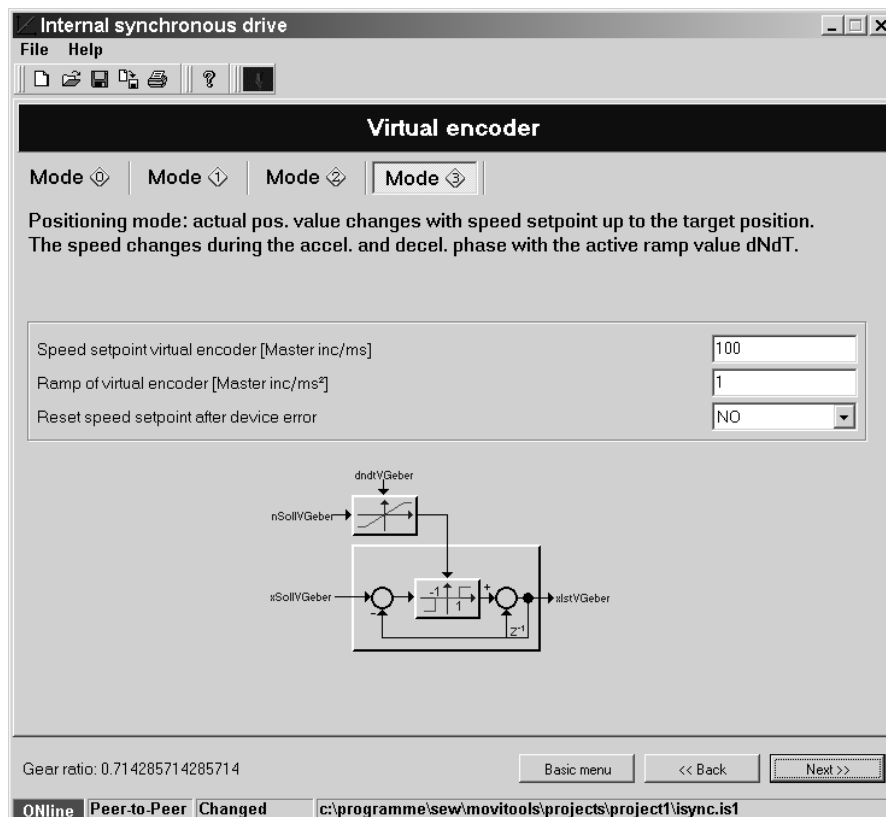 Internal synchronous drive
File Help
Virtual encoder
Mode 0 Mode 1 Mode 2 Mode 3
Positioning mode: actual pos. value changes with speed setpoint up to the target position.
The speed changes during the accel. and decel. phase with the active ramp value dNdT.
Speed setpoint virtual encoder [Master inc/ms] 100
Ramp of virtual encoder [Master inc/ms²] 1
Reset speed setpoint after device error NO
dndtVGeber
nSollVGeber
xSollVGeber - -1 1 + xIstVGeber
Z⁻¹
Gear ratio: 0.714285714285714 Basic menu << Back Next >>
ONline Peer-to-Peer Changed c:\programme\sew\movitools\projects\project1\isync.is1